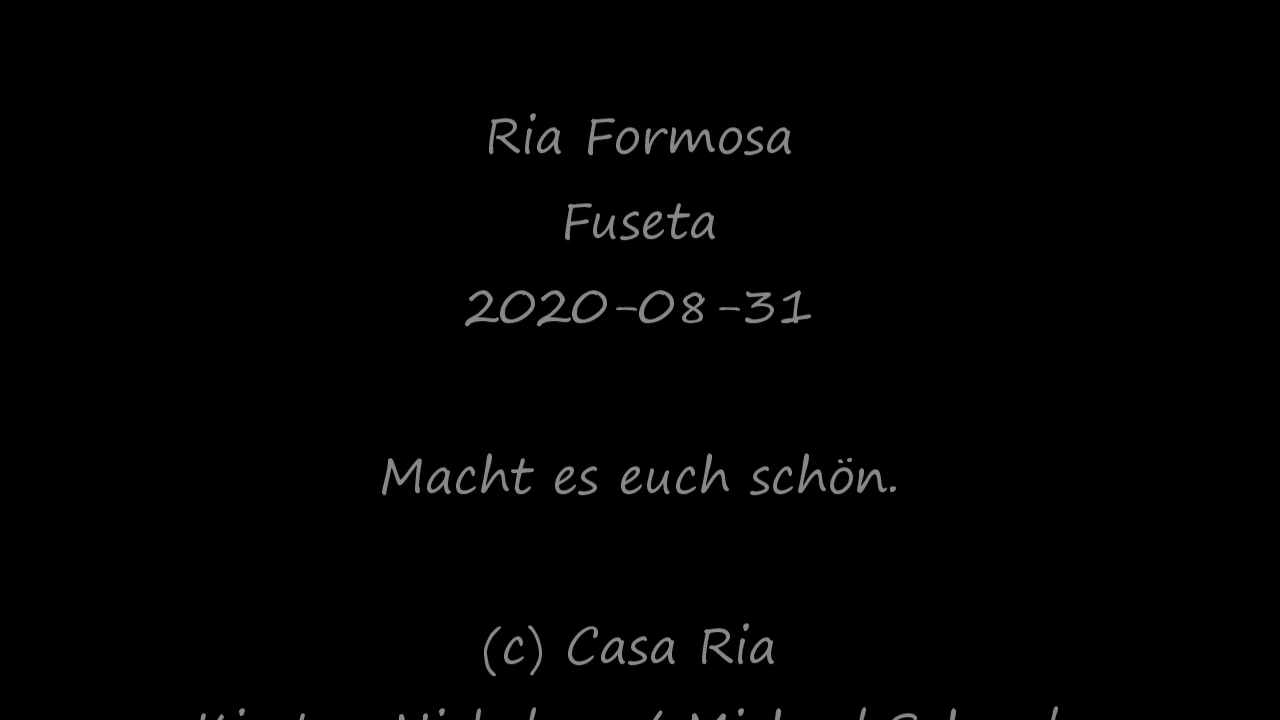 Ria Formosa
Fuseta
2020-08-31
Macht es euch schön.
(c) Casa Ria